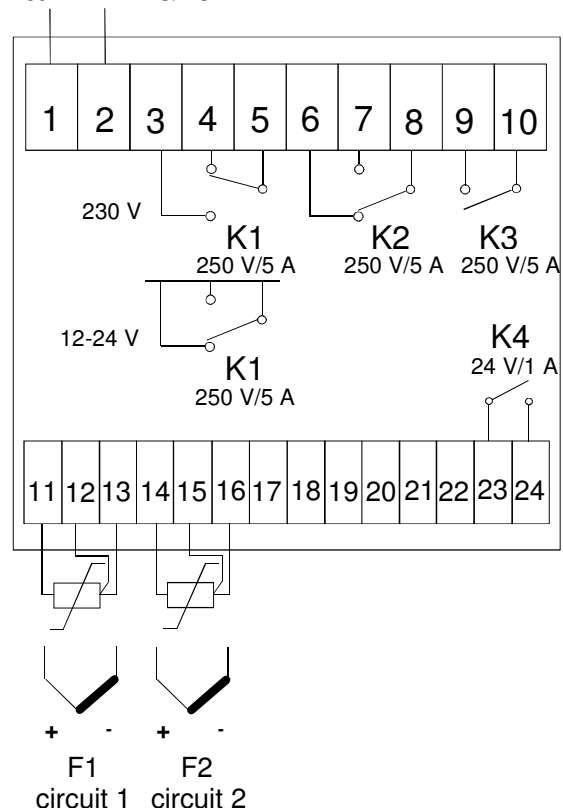 1 2 3 4 5 6 7 8 9 10
230 V
K1
250 V/5 A
K2
250 V/5 A
K3
250 V/5 A
12-24 V
K1
250 V/5 A
K4
24 V/1 A
11 12 13 14 15 16 17 18 19 20 21 22 23 24
+ - + -
F1 F2
circuit 1 circuit 2